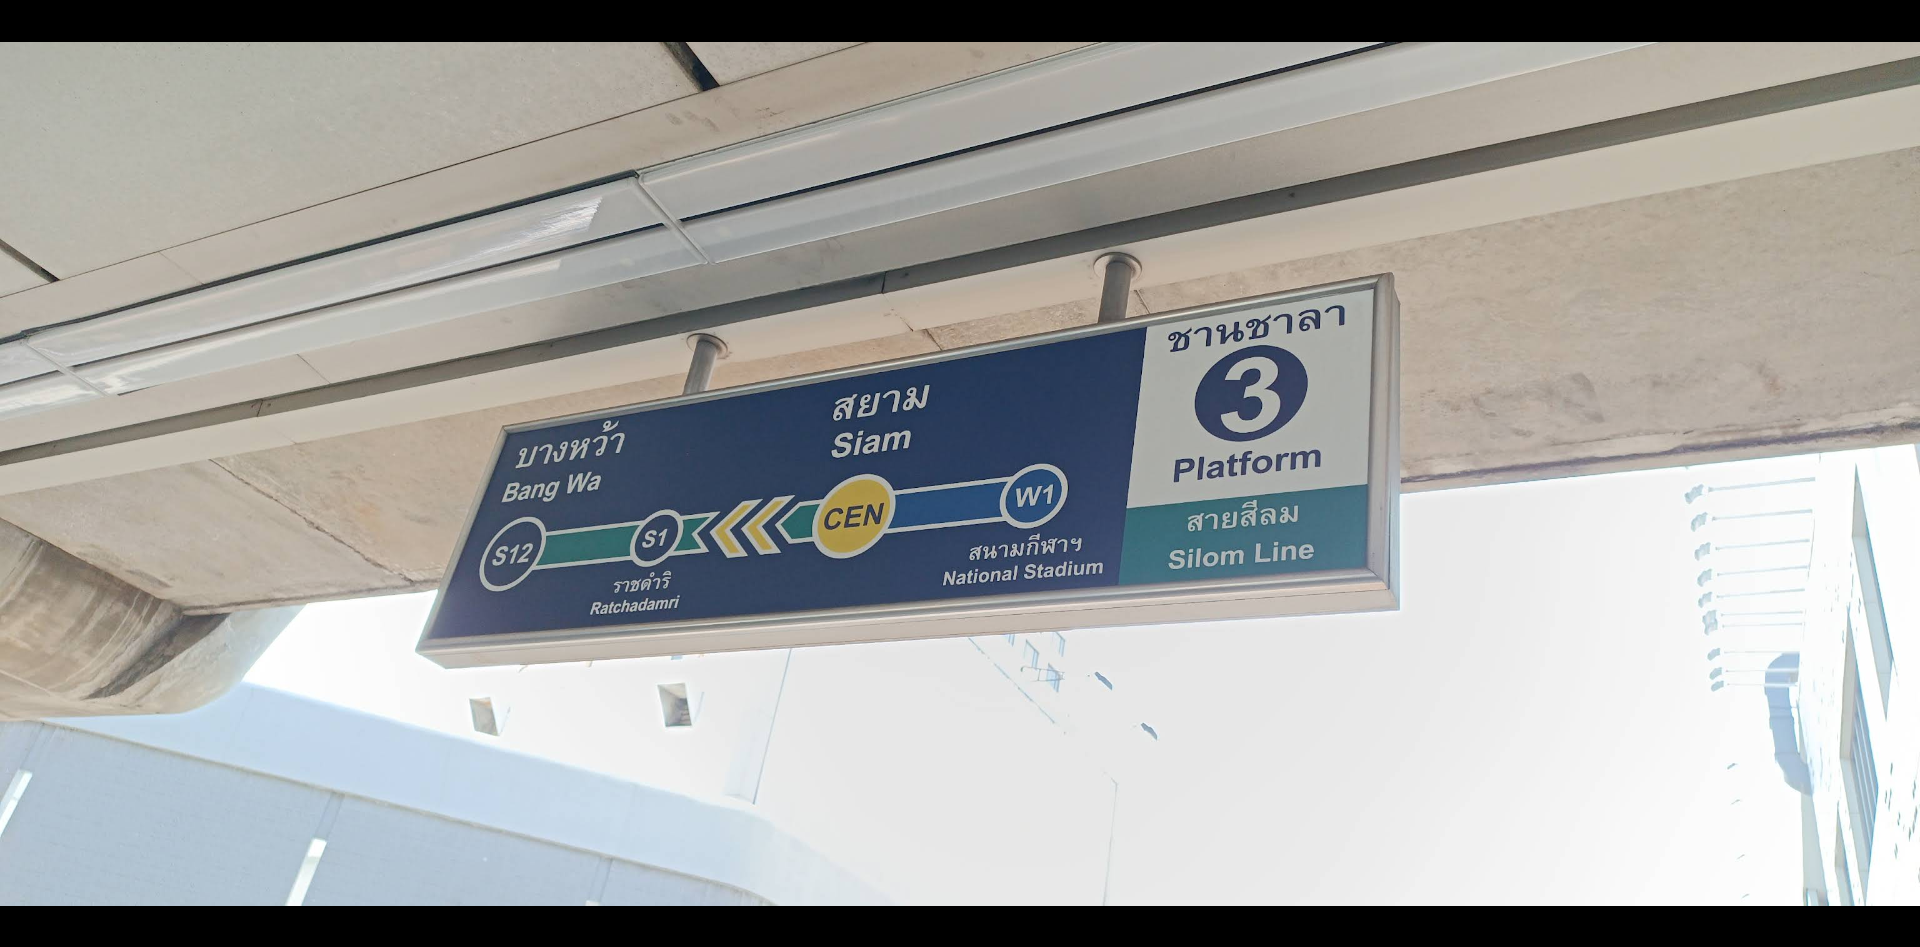 บางหว้า
Bang Wa
สยาม
Siam
S12
S1
CEN
W1
ราชดำริ
Ratchadamri
สนามกีฬาฯ
National Stadium
ชานชาลา
3
Platform
สายสีลม
Silom Line